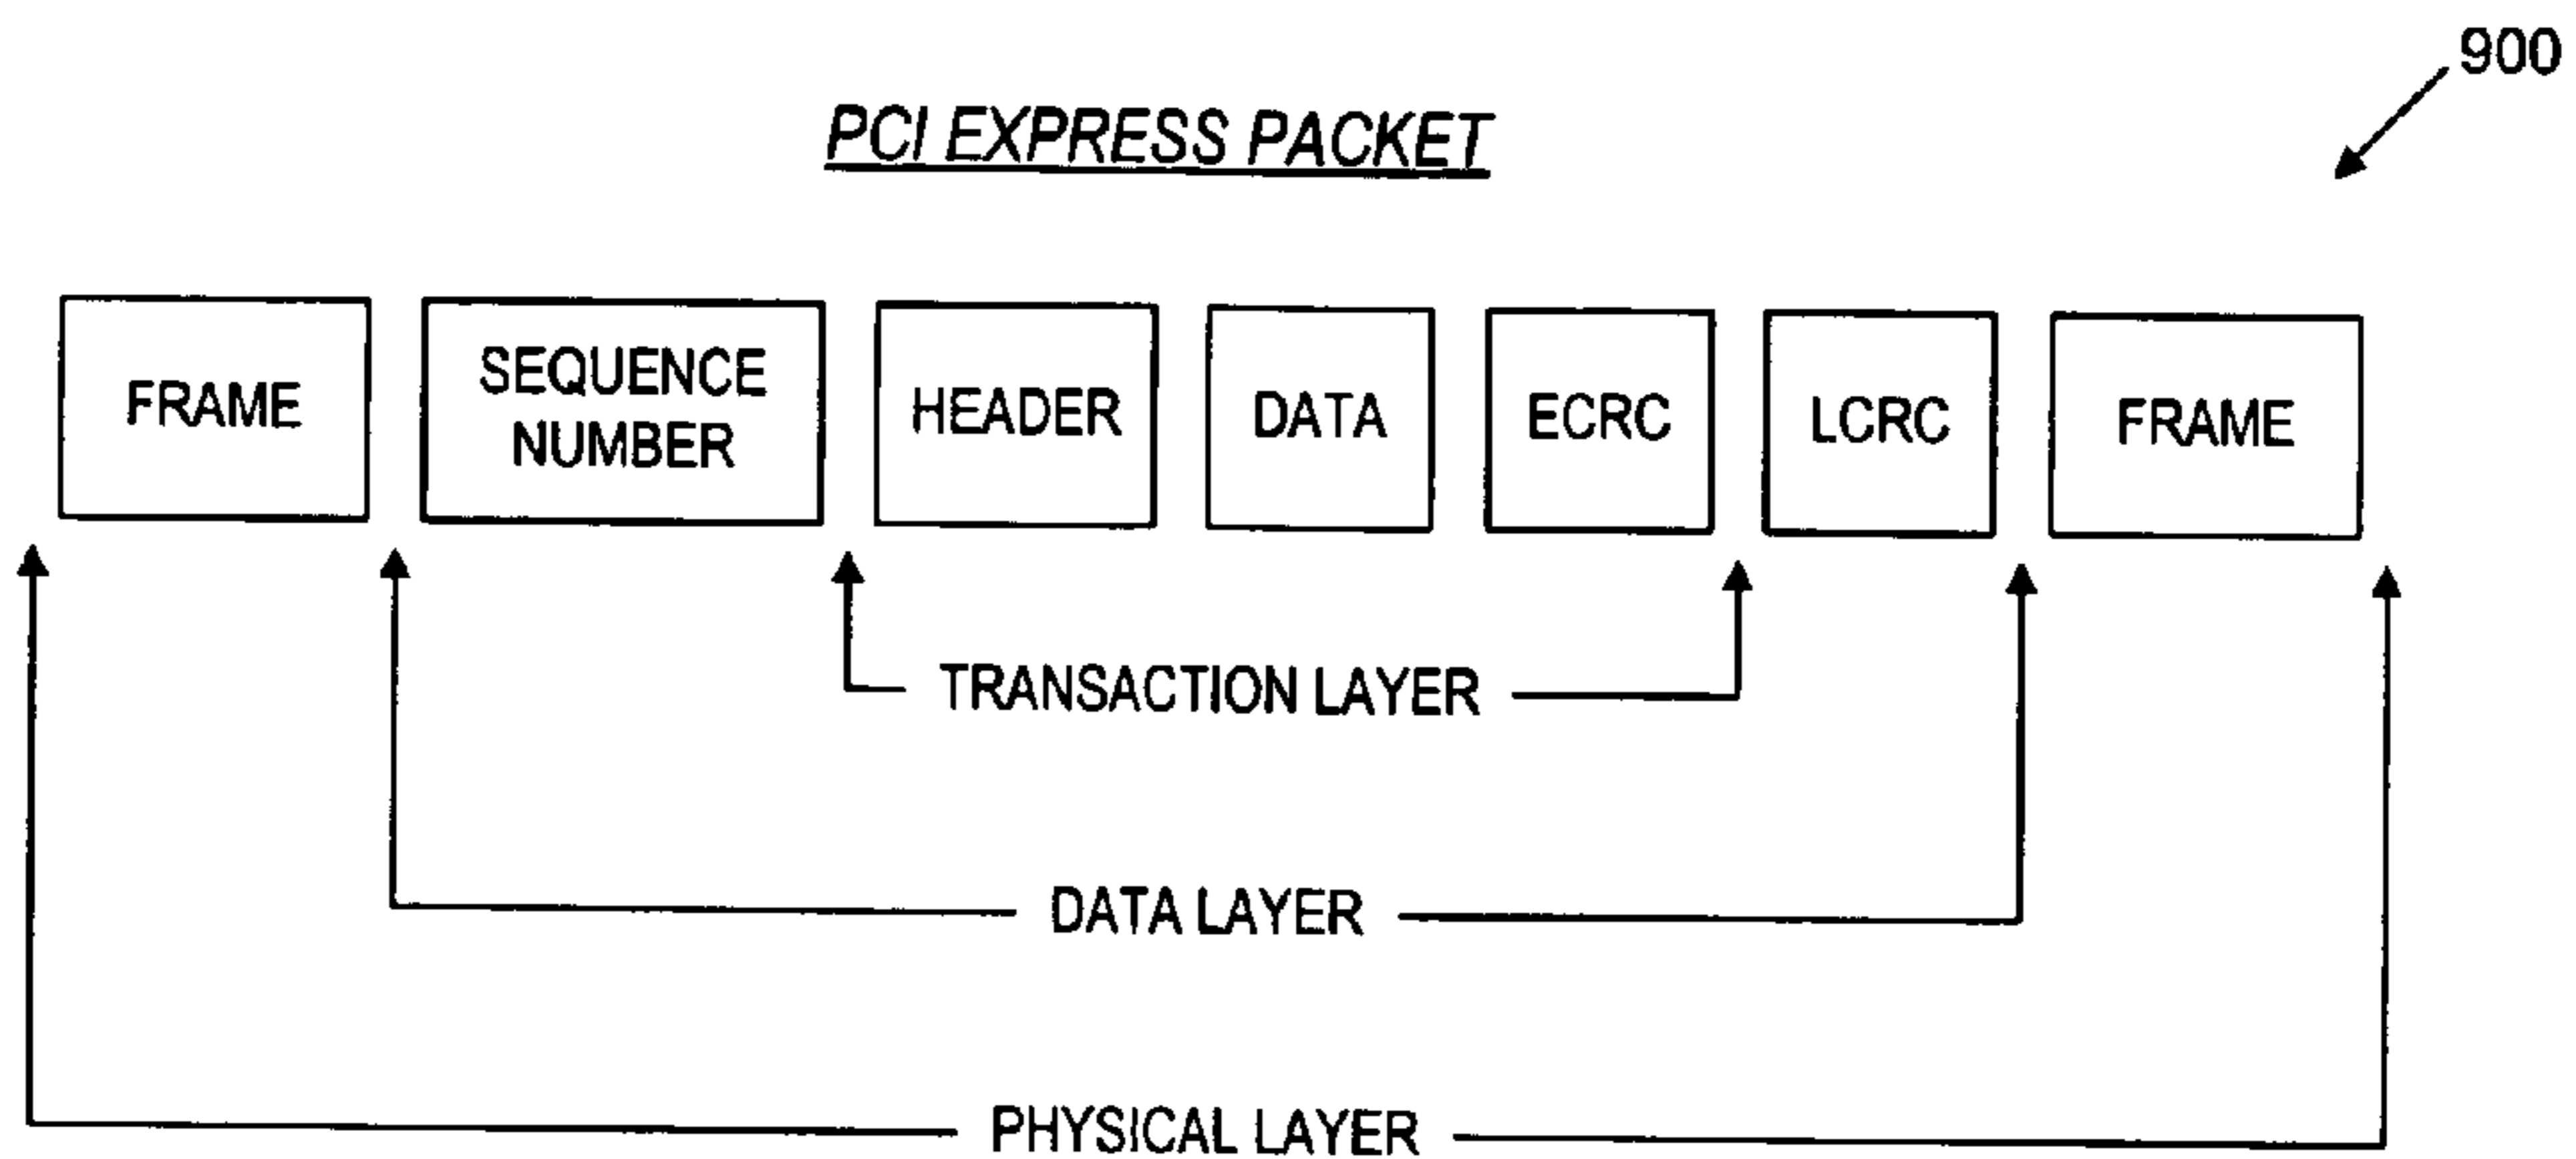 900
PCI EXPRESS PACKET
FRAME
SEQUENCE
NUMBER
HEADER
DATA
ECRC
LCRC
FRAME
TRANSACTION LAYER
DATA LAYER
PHYSICAL LAYER